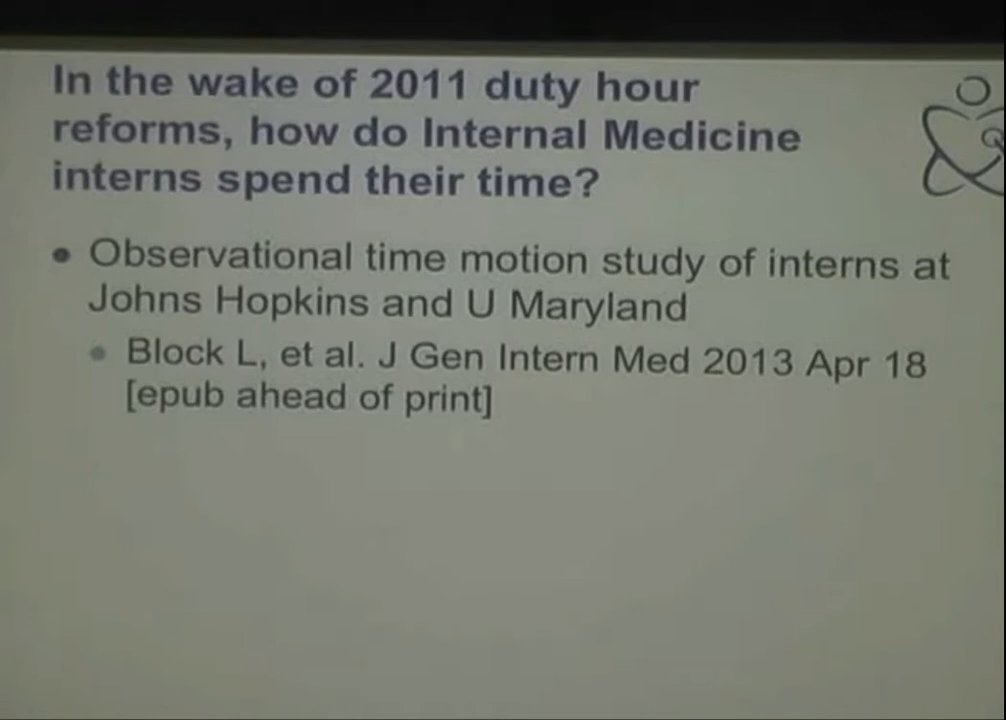 In the wake of 2011 duty hour
reforms, how do Internal Medicine
interns spend their time?
• Observational time motion study of interns at
Johns Hopkins and U Maryland
• Block L, et al. J Gen Intern Med 2013 Apr 18
[epub ahead of print]